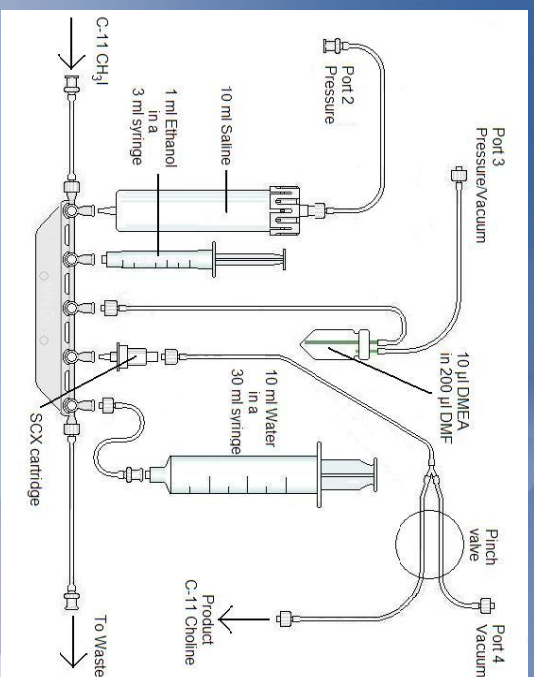 C-11 CH₃I
1 ml Ethanol
in a
3 ml syringe
10 ml Saline
Port 2
Pressure
Port 3
Pressure/Vacuum
10 µl DMEA
in 200 µl DMF
SCX cartridge
10 ml Water
in a
30 ml syringe
Pinch
valve
Port 4
Vacuum
Product
C-11 Choline
To Waste